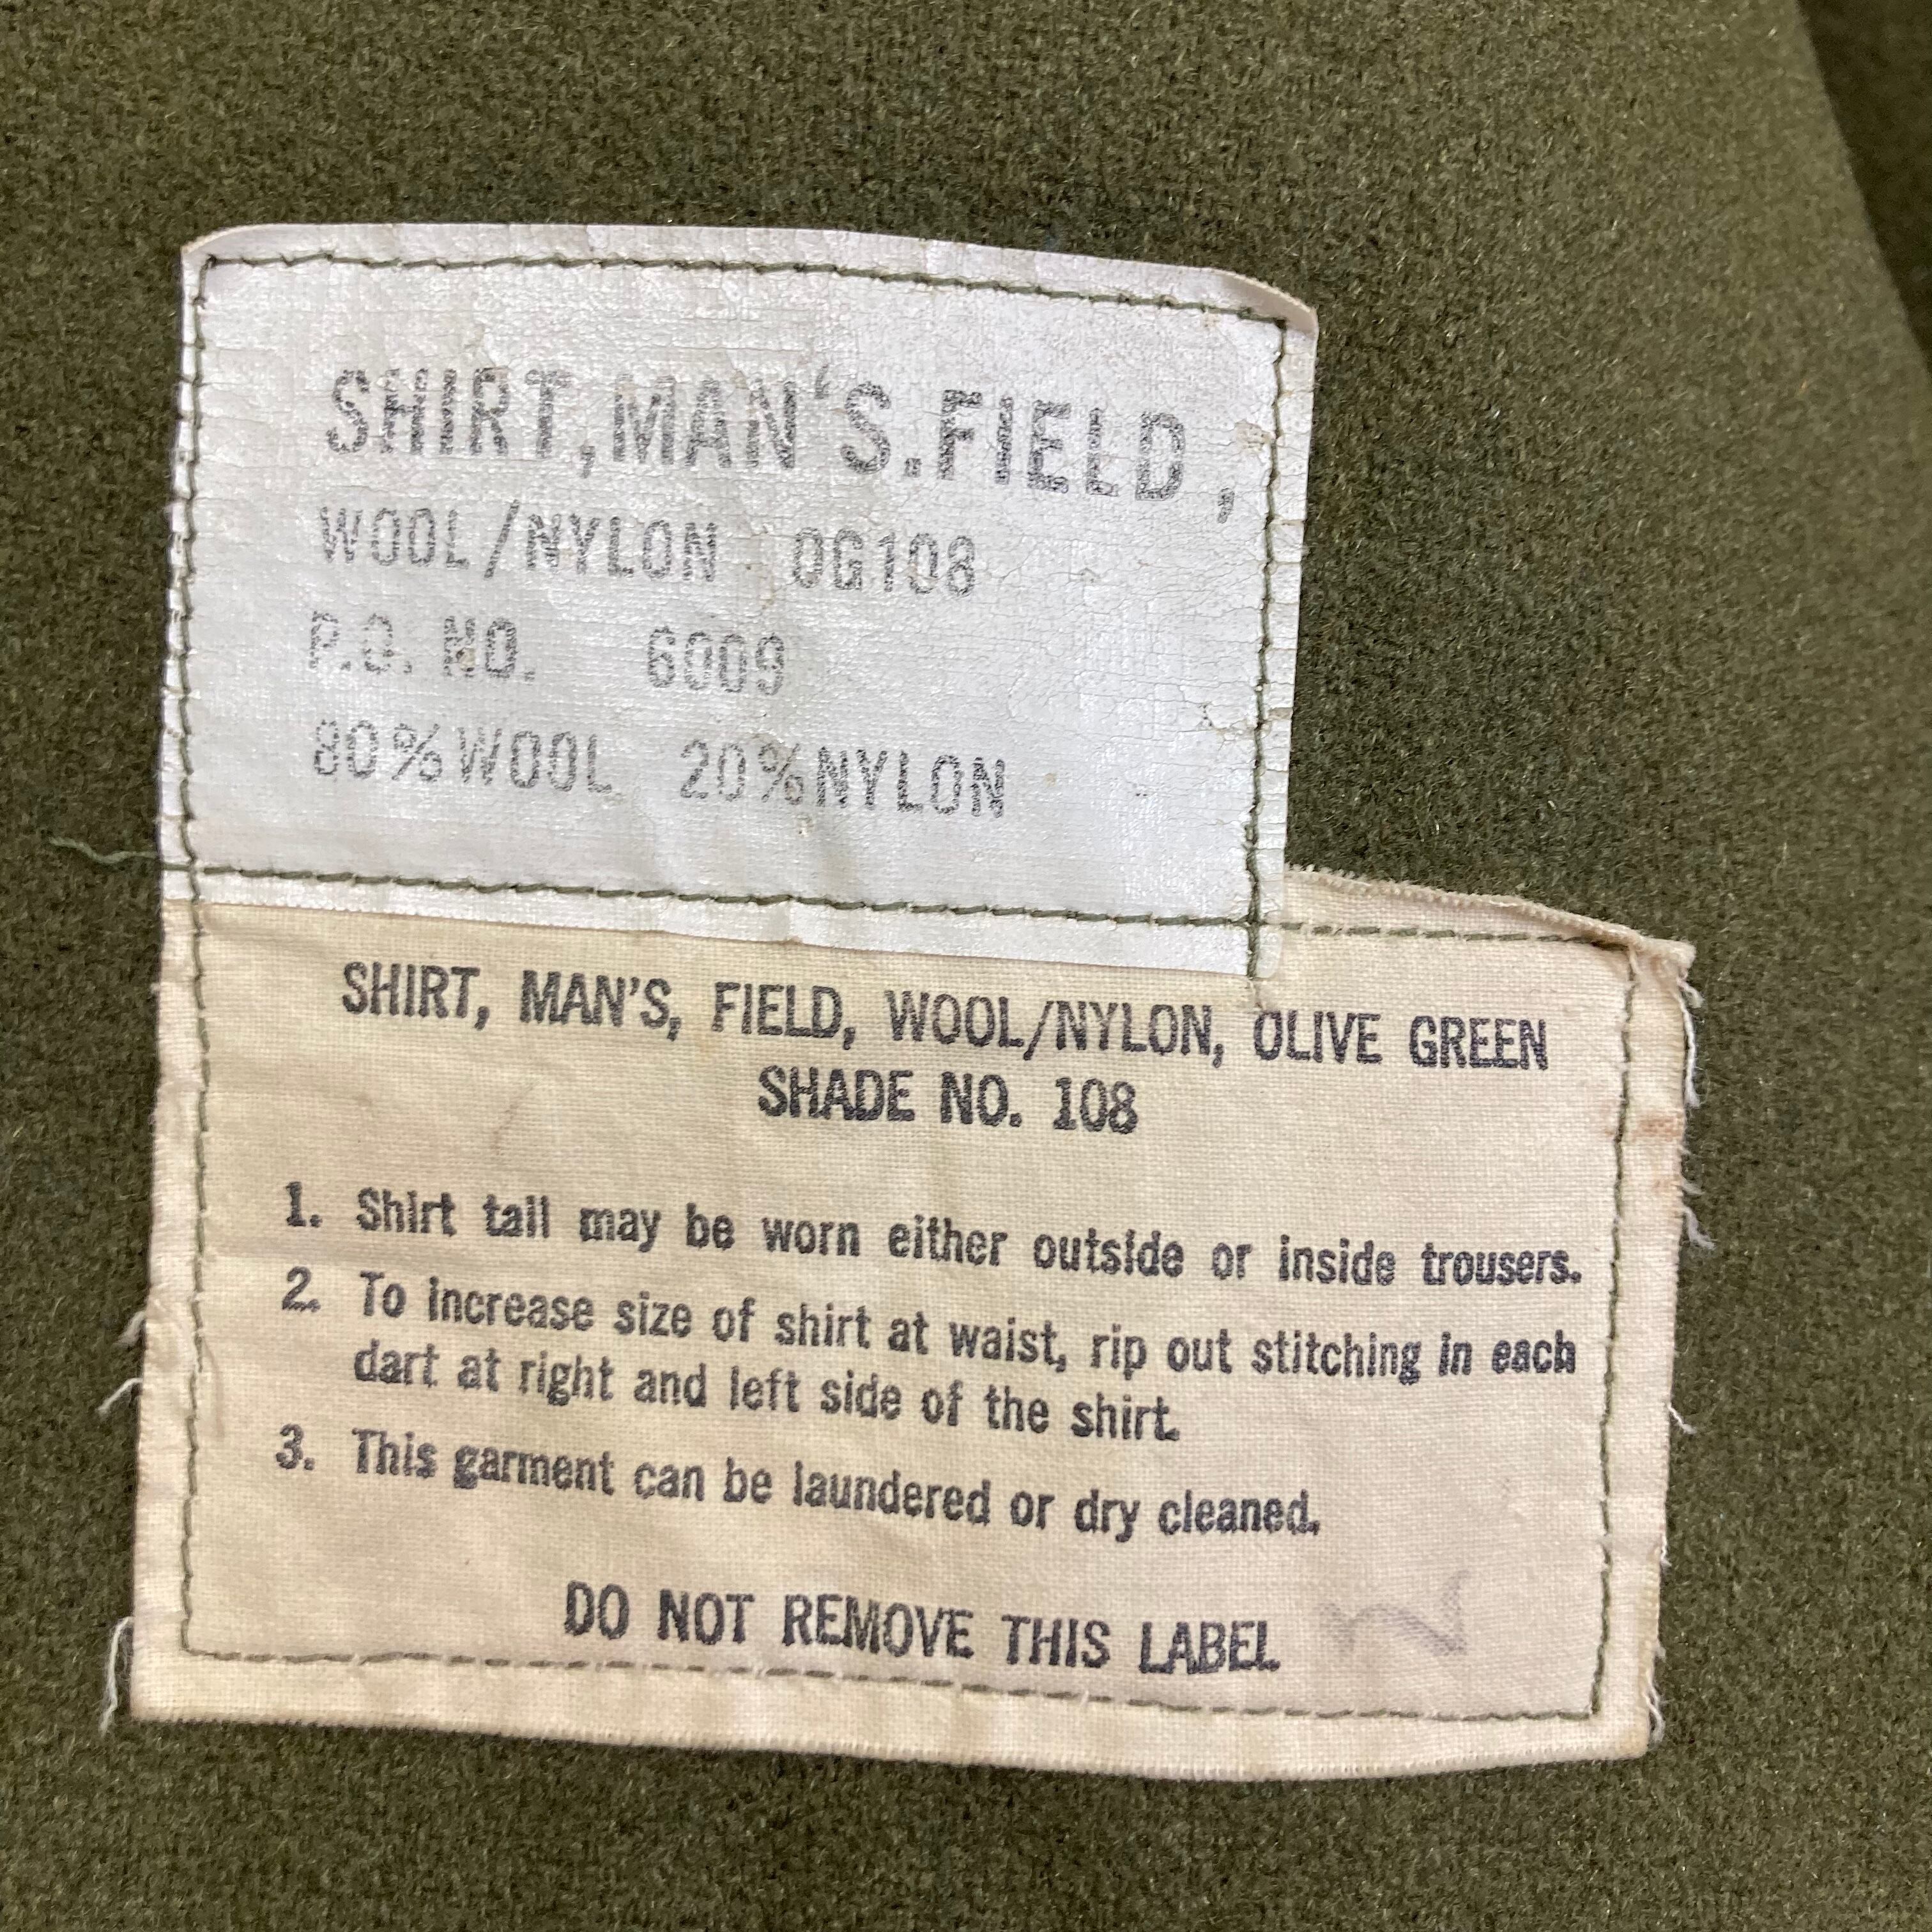 SHIRT,MAN'S.FIELD,
WOOL/NYLON OG108
P.O. NO. 6009
80%WOOL 20%NYLON
SHIRT, MAN'S, FIELD, WOOL/NYLON, OLIVE GREEN
SHADE NO. 108
1. Shirt tail may be worn either outside or inside trousers.
2. To increase size of shirt at waist, rip out stitching in each
dart at right and left side of the shirt.
3. This garment can be laundered or dry cleaned.
DO NOT REMOVE THIS LABEL